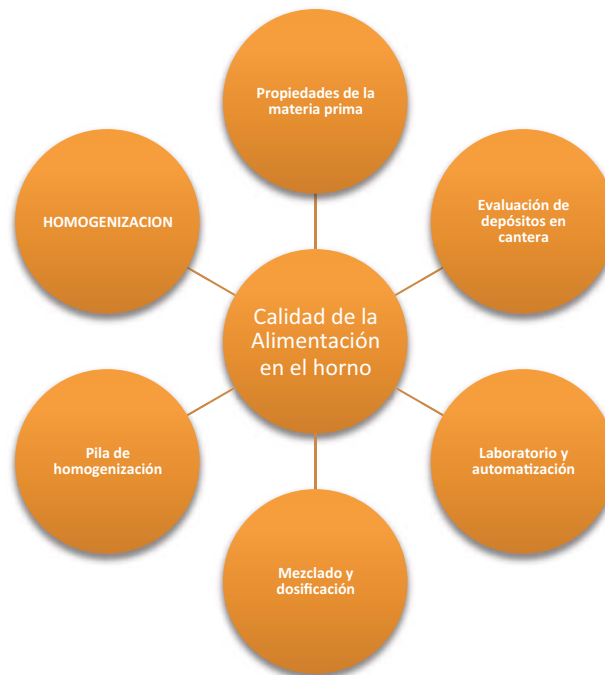 Propiedades de la
materia prima
HOMOGENIZACION
Evaluación de
depósitos en
cantera
Calidad de la
Alimentación
en el horno
Pila de
homogenización
Laboratorio y
automatización
Mezclado y
dosificación